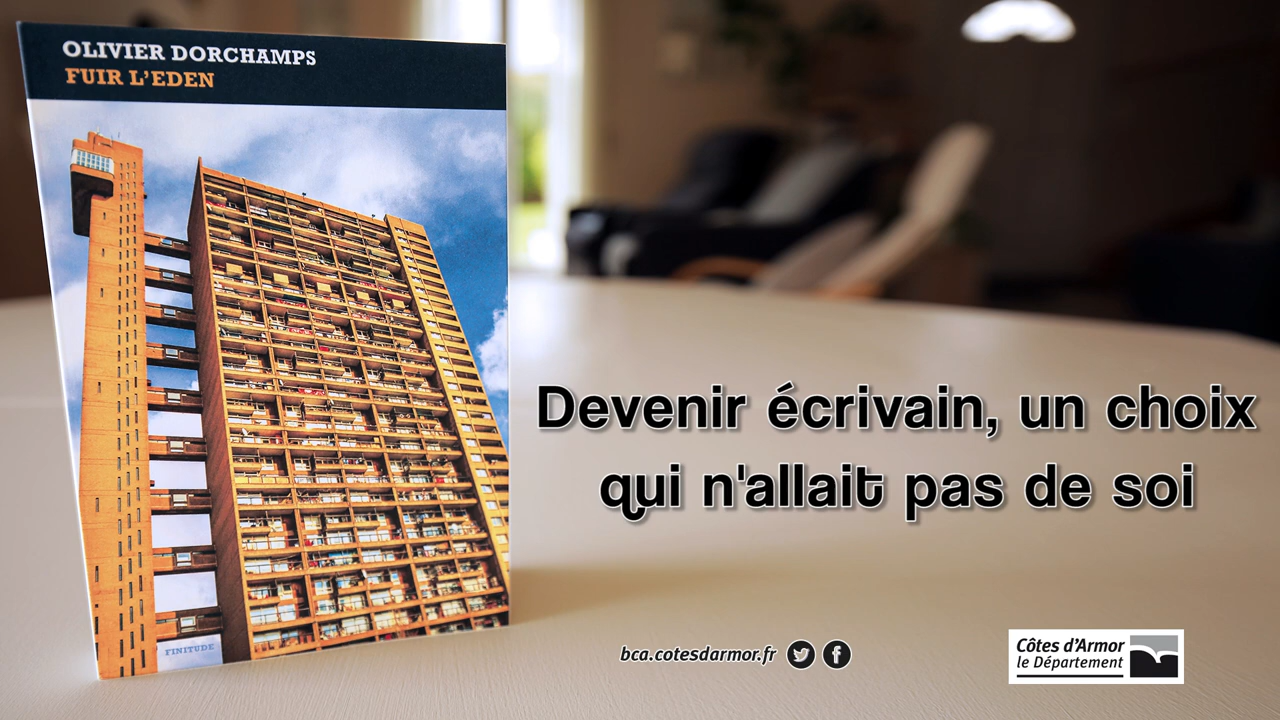 OLIVIER DORCHAMPS
FUIR L'EDEN
FINITUDE
Devenir écrivain, un choix
qui n'allait pas de soi
bca.cotesdarmor.fr
Côtes d'Armor
le Département